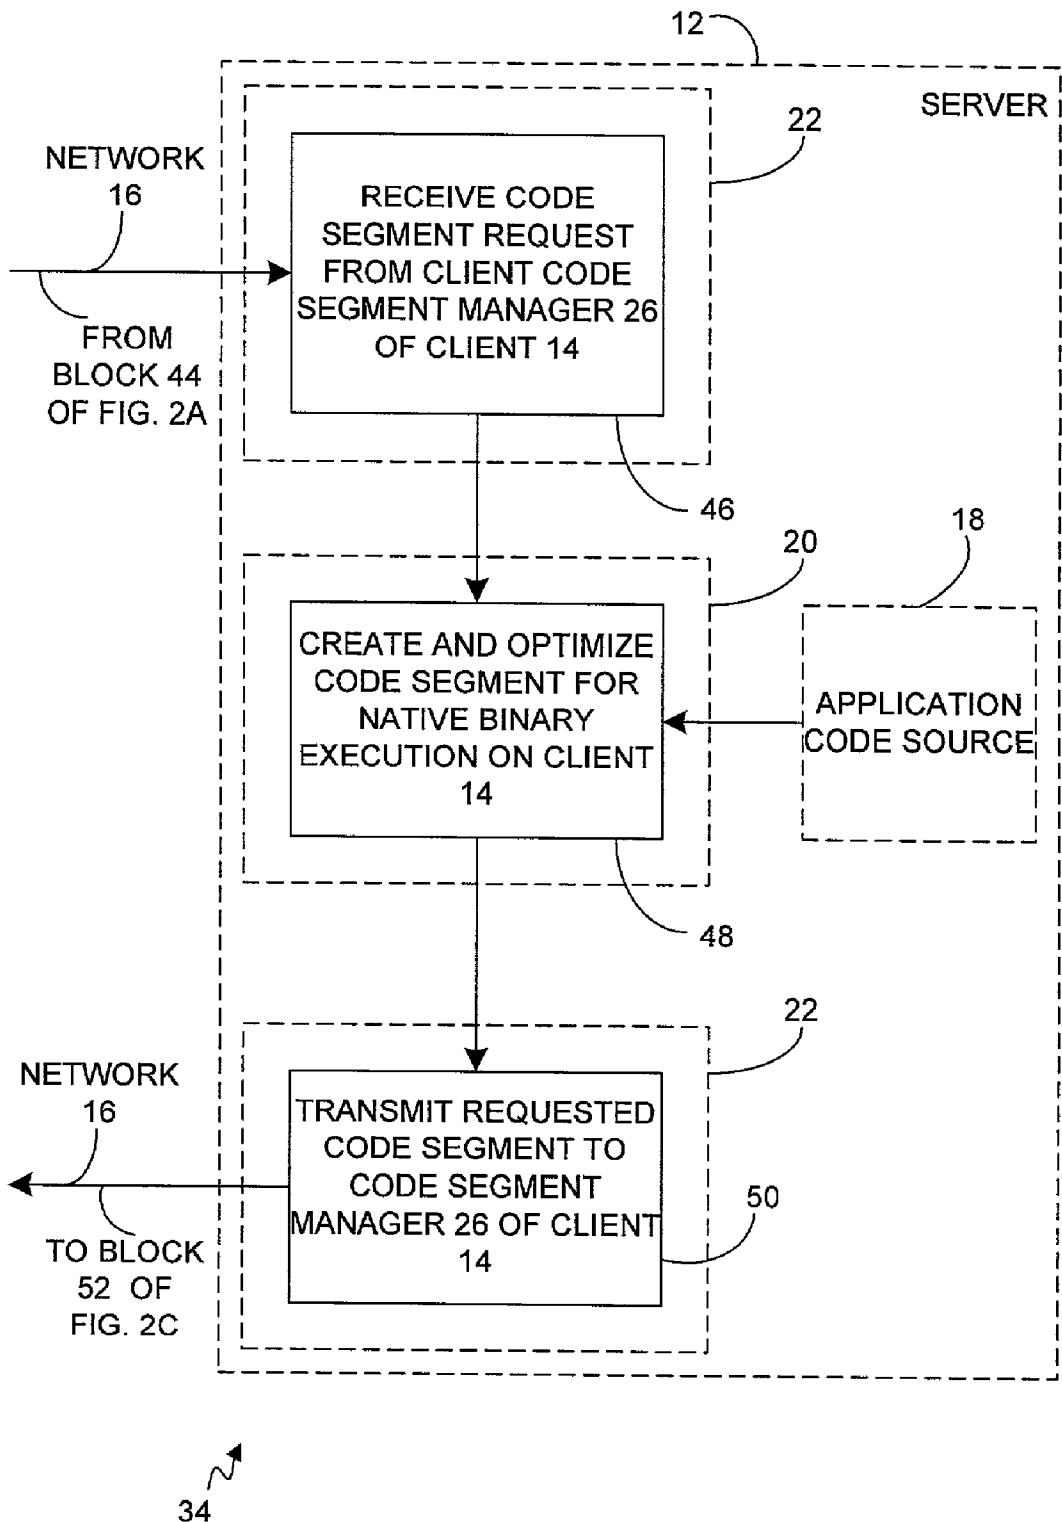 12
SERVER
22
NETWORK
16
RECEIVE CODE
SEGMENT REQUEST
FROM CLIENT CODE
SEGMENT MANAGER 26
OF CLIENT 14
FROM
BLOCK 44
OF FIG. 2A
46
20
18
CREATE AND OPTIMIZE
CODE SEGMENT FOR
NATIVE BINARY
EXECUTION ON CLIENT
14
APPLICATION
CODE SOURCE
48
22
NETWORK
16
TRANSMIT REQUESTED
CODE SEGMENT TO
CODE SEGMENT
MANAGER 26 OF CLIENT
14
50
TO BLOCK
52 OF
FIG. 2C
34